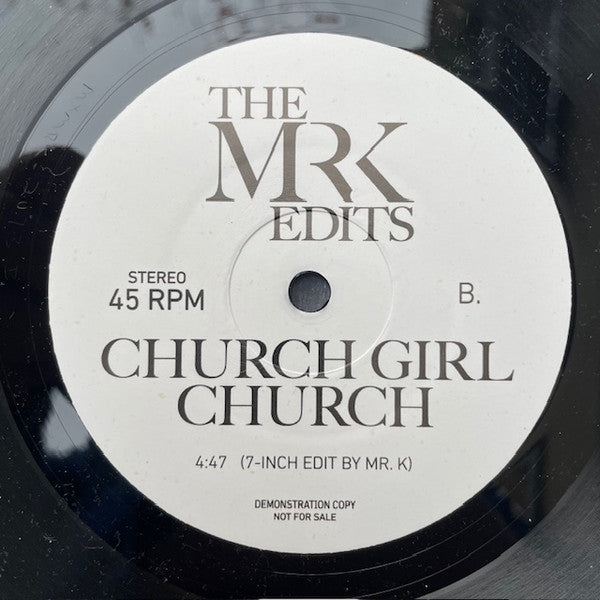 THE
MRK
EDITS
STEREO
45 RPM
B.
CHURCH GIRL
CHURCH
4:47 (7-INCH EDIT BY MR. K)
DEMONSTRATION COPY
NOT FOR SALE